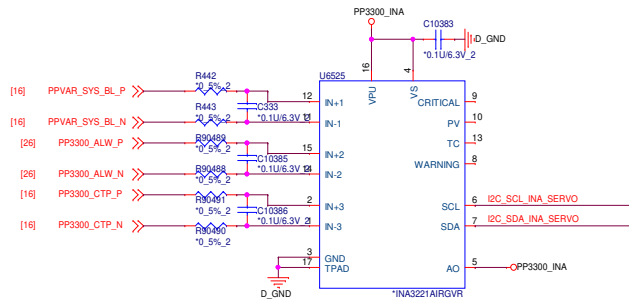 PP3300_INA
C10383
D_GND
*0.1U/6.3V_2
U6525
16
4
VPU
VS
R442
*0_5%_2
[16] PPVAR_SYS_BL_P
12 IN+1
C333
*0.1U/6.3V_2
R443
*0_5%_2
[16] PPVAR_SYS_BL_N
IN-1
R90489
*0_5%_2
[26] PP3300_ALW_P
15 IN+2
C10385
*0.1U/6.3V_2
R90488
*0_5%_2
[26] PP3300_ALW_N
14 IN-2
R90491
*0_5%_2
[16] PP3300_CTP_P
2 IN+3
C10386
*0.1U/6.3V_2
R90490
*0_5%_2
[16] PP3300_CTP_N
IN-3
3 GND
17 TPAD
D_GND
CRITICAL 9
PV 10
TC 13
WARNING 8
SCL 6 I2C_SCL_INA_SERVO
SDA 7 I2C_SDA_INA_SERVO
AO 5 PP3300_INA
*INA3221AIRGVR